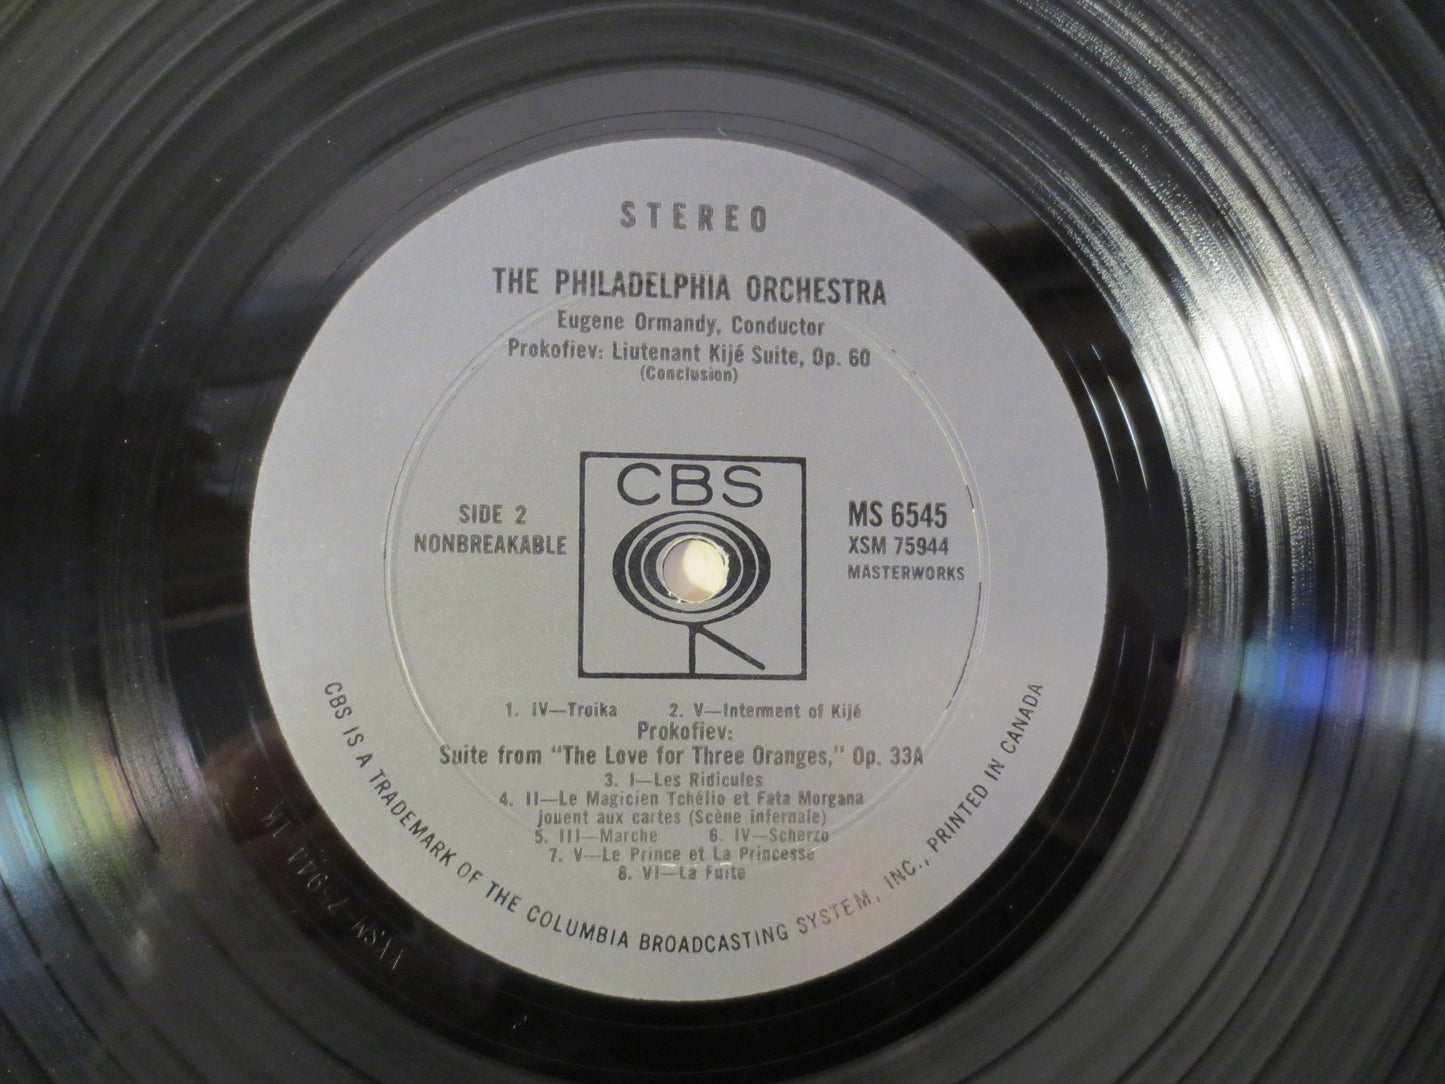 STEREO
THE PHILADELPHIA ORCHESTRA
Eugene Ormandy, Conductor
Prokofiev: Liutenant Kijé Suite, Op. 60
(Conclusion)
CBS
SIDE 2
NONBREAKABLE
MS 6545
XSM 75944
MASTERWORKS
1. IV—Troika 2. V—Interment of Kijé
Prokofiev:
Suite from "The Love for Three Oranges," Op. 33A
3. I—Les Ridicules
4. II—Le Magicien Tchélio et Fata Morgana
jouent aux cartes (Scène infernale)
5. III—Marche 6. IV—Scherzo
7. V—Le Prince et La Princesse
8. VI—La Fuite
CBS IS A TRADEMARK OF THE COLUMBIA BROADCASTING SYSTEM, INC., PRINTED IN CANADA